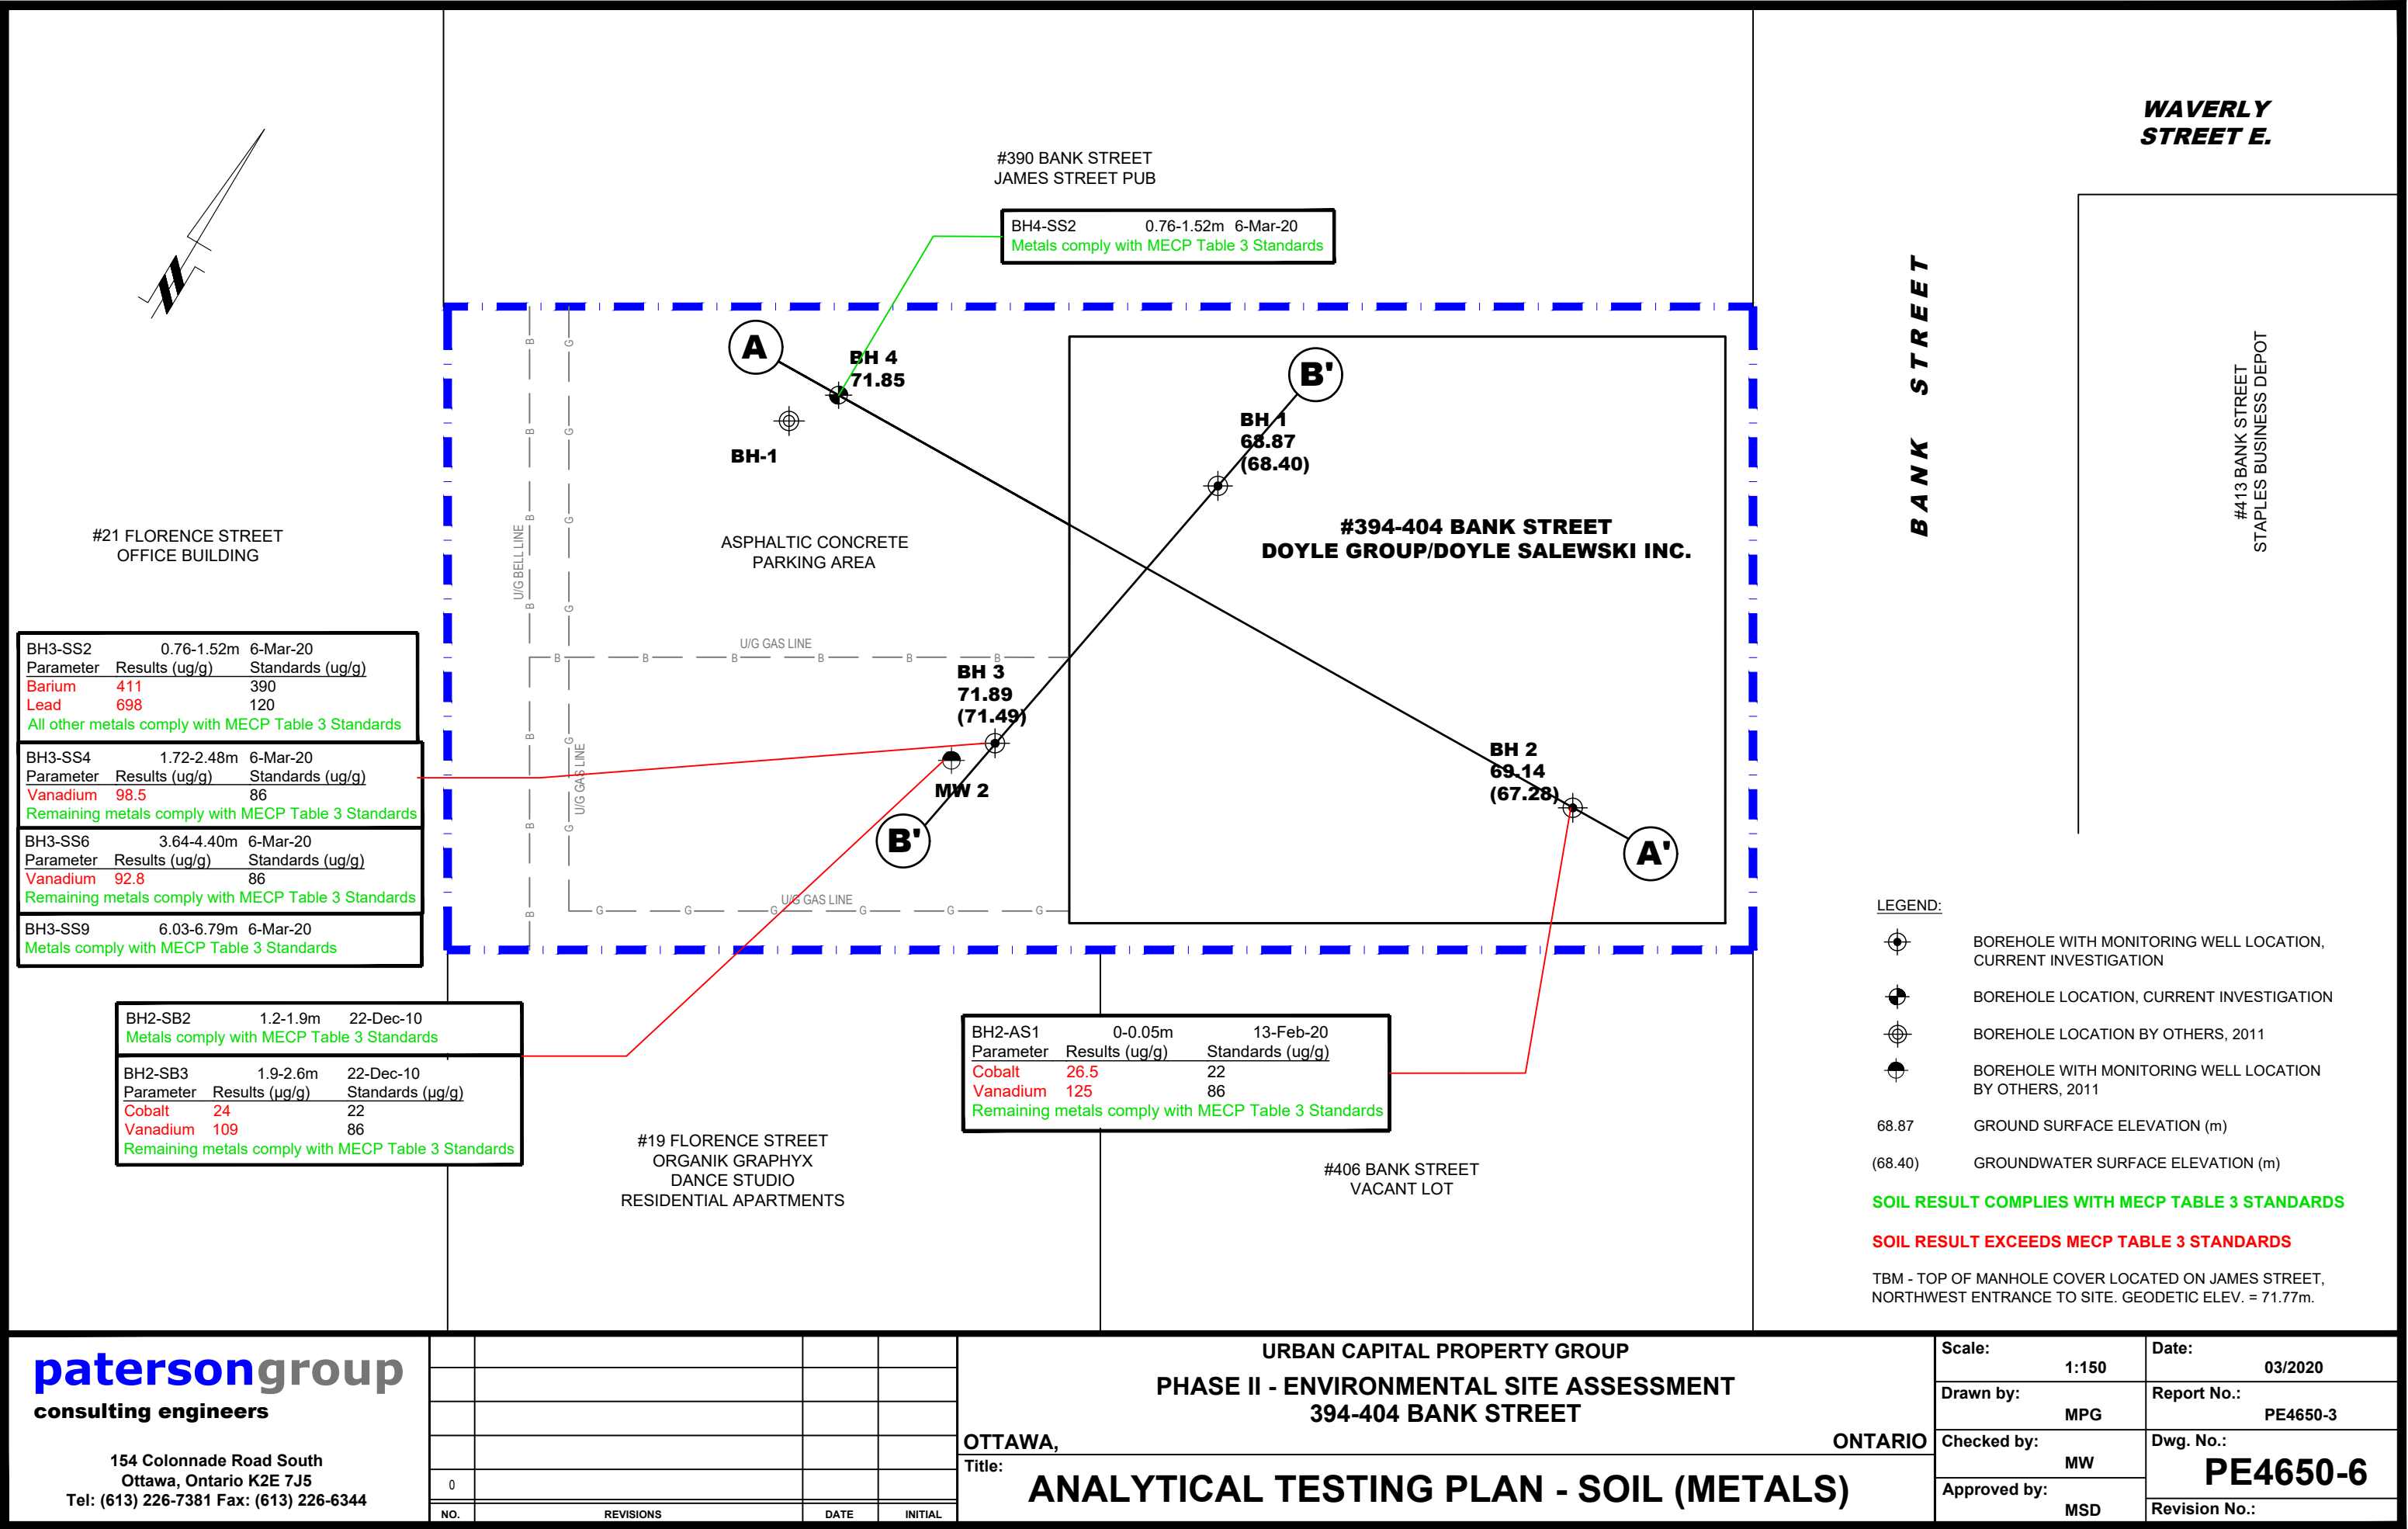 WAVERLY
STREET E.
#390 BANK STREET
JAMES STREET PUB
BH4-SS2 0.76-1.52m 6-Mar-20
Metals comply with MECP Table 3 Standards
BANK STREET
#413 BANK STREET
STAPLES BUSINESS DEPOT
A
BH 4
71.85
BH-1
B'
BH 1
68.87
(68.40)
#21 FLORENCE STREET
OFFICE BUILDING
U/G BELL LINE
ASPHALTIC CONCRETE
PARKING AREA
#394-404 BANK STREET
DOYLE GROUP/DOYLE SALEWSKI INC.
B B B B B B B B
G G G G G G G
U/G GAS LINE
B B B B B B
BH 3
71.89
(71.49)
MW 2
B'
U/G GAS LINE
BH 2
69.14
(67.28)
A'
U/G GAS LINE
G G G G G G
BH3-SS2 0.76-1.52m 6-Mar-20
Parameter Results (ug/g) Standards (ug/g)
Barium 411 390
Lead 698 120
All other metals comply with MECP Table 3 Standards
BH3-SS4 1.72-2.48m 6-Mar-20
Parameter Results (ug/g) Standards (ug/g)
Vanadium 98.5 86
Remaining metals comply with MECP Table 3 Standards
BH3-SS6 3.64-4.40m 6-Mar-20
Parameter Results (ug/g) Standards (ug/g)
Vanadium 92.8 86
Remaining metals comply with MECP Table 3 Standards
BH3-SS9 6.03-6.79m 6-Mar-20
Metals comply with MECP Table 3 Standards
BH2-SB2 1.2-1.9m 22-Dec-10
Metals comply with MECP Table 3 Standards
BH2-SB3 1.9-2.6m 22-Dec-10
Parameter Results (µg/g) Standards (µg/g)
Cobalt 24 22
Vanadium 109 86
Remaining metals comply with MECP Table 3 Standards
BH2-AS1 0-0.05m 13-Feb-20
Parameter Results (ug/g) Standards (ug/g)
Cobalt 26.5 22
Vanadium 125 86
Remaining metals comply with MECP Table 3 Standards
#19 FLORENCE STREET
ORGANIK GRAPHYX
DANCE STUDIO
RESIDENTIAL APARTMENTS
#406 BANK STREET
VACANT LOT
LEGEND:
BOREHOLE WITH MONITORING WELL LOCATION,
CURRENT INVESTIGATION
BOREHOLE LOCATION, CURRENT INVESTIGATION
BOREHOLE LOCATION BY OTHERS, 2011
BOREHOLE WITH MONITORING WELL LOCATION
BY OTHERS, 2011
68.87 GROUND SURFACE ELEVATION (m)
(68.40) GROUNDWATER SURFACE ELEVATION (m)
SOIL RESULT COMPLIES WITH MECP TABLE 3 STANDARDS
SOIL RESULT EXCEEDS MECP TABLE 3 STANDARDS
TBM - TOP OF MANHOLE COVER LOCATED ON JAMES STREET,
NORTHWEST ENTRANCE TO SITE. GEODETIC ELEV. = 71.77m.
patersongroup
consulting engineers
154 Colonnade Road South
Ottawa, Ontario K2E 7J5
Tel: (613) 226-7381 Fax: (613) 226-6344
0
NO. REVISIONS DATE INITIAL
URBAN CAPITAL PROPERTY GROUP
PHASE II - ENVIRONMENTAL SITE ASSESSMENT
394-404 BANK STREET
OTTAWA, ONTARIO
Title:
ANALYTICAL TESTING PLAN - SOIL (METALS)
Scale:
1:150
Date:
03/2020
Drawn by:
MPG
Report No.:
PE4650-3
Checked by:
MW
Dwg. No.:
PE4650-6
Approved by:
MSD
Revision No.: